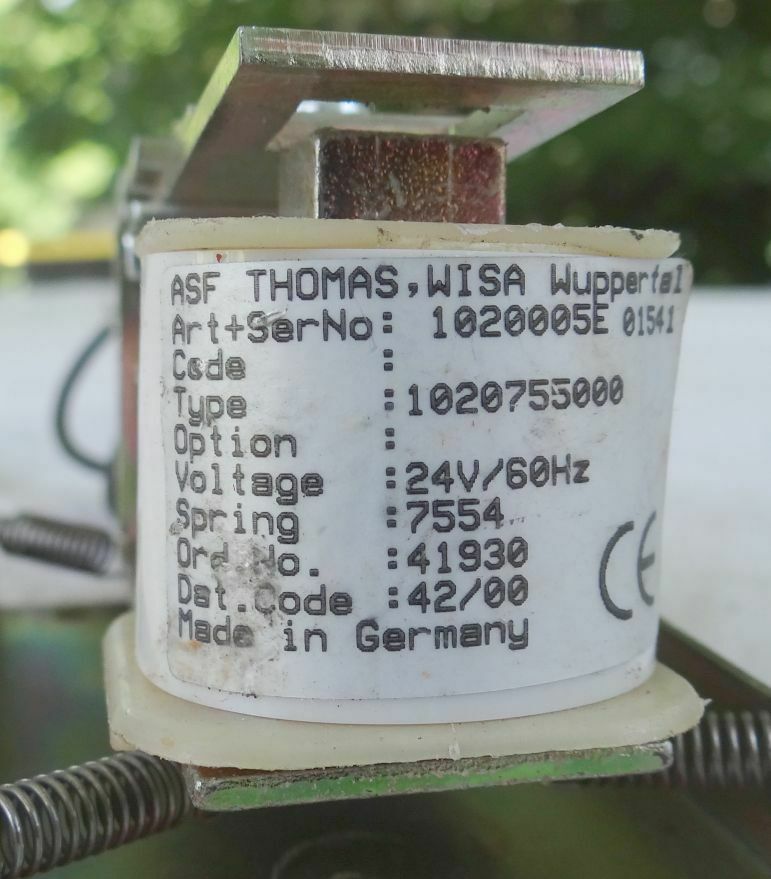 ASF THOMAS,WISA Wuppertal
Art+SerNo: 1020005E 01541
Code :
Type :1020755000
Option :
Voltage :24V/60Hz
Spring :7554
Ord.No. :41930
Dat.Code :42/00
Made in Germany
CE